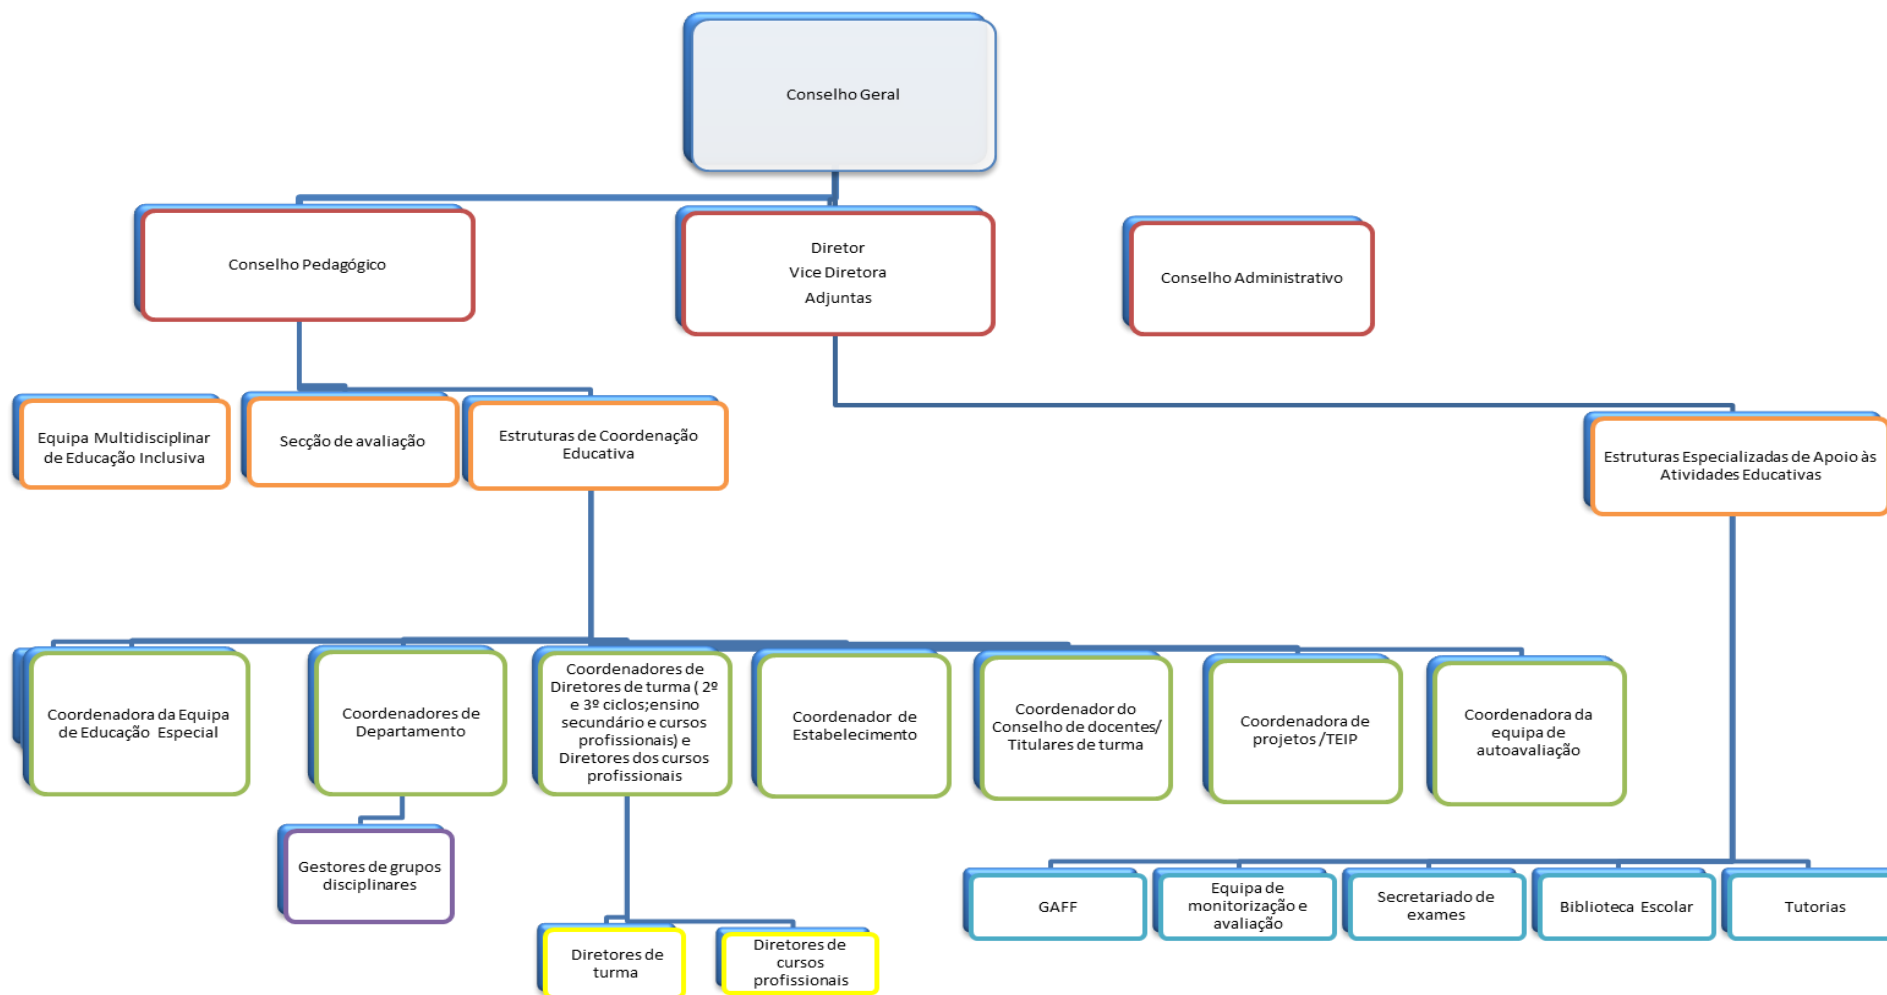 Conselho Geral
Conselho Pedagógico
Diretor
Vice Diretora
Adjuntas
Conselho Administrativo
Equipa Multidisciplinar
de Educação Inclusiva
Secção de avaliação
Estruturas de Coordenação
Educativa
Estruturas Especializadas de Apoio às
Atividades Educativas
Coordenadora da Equipa
de Educação Especial
Coordenadores de
Departamento
Coordenadores de
Diretores de turma ( 2º
e 3º ciclos;ensino
secundário e cursos
profissionais) e
Diretores dos cursos
profissionais
Coordenador de
Estabelecimento
Coordenador do
Conselho de docentes/
Titulares de turma
Coordenadora de
projetos /TEIP
Coordenadora da
equipa de
autoavaliação
Gestores de grupos
disciplinares
GAFF
Equipa de
monitorização e
avaliação
Secretariado de
exames
Biblioteca Escolar
Tutorias
Diretores de
turma
Diretores de
cursos
profissionais